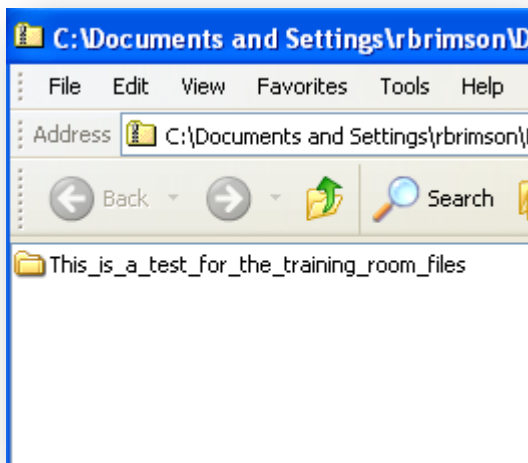 C:\Documents and Settings\rbrimson\D
File Edit View Favorites Tools Help
Address C:\Documents and Settings\rbrimson\
Back Search
This_is_a_test_for_the_training_room_files